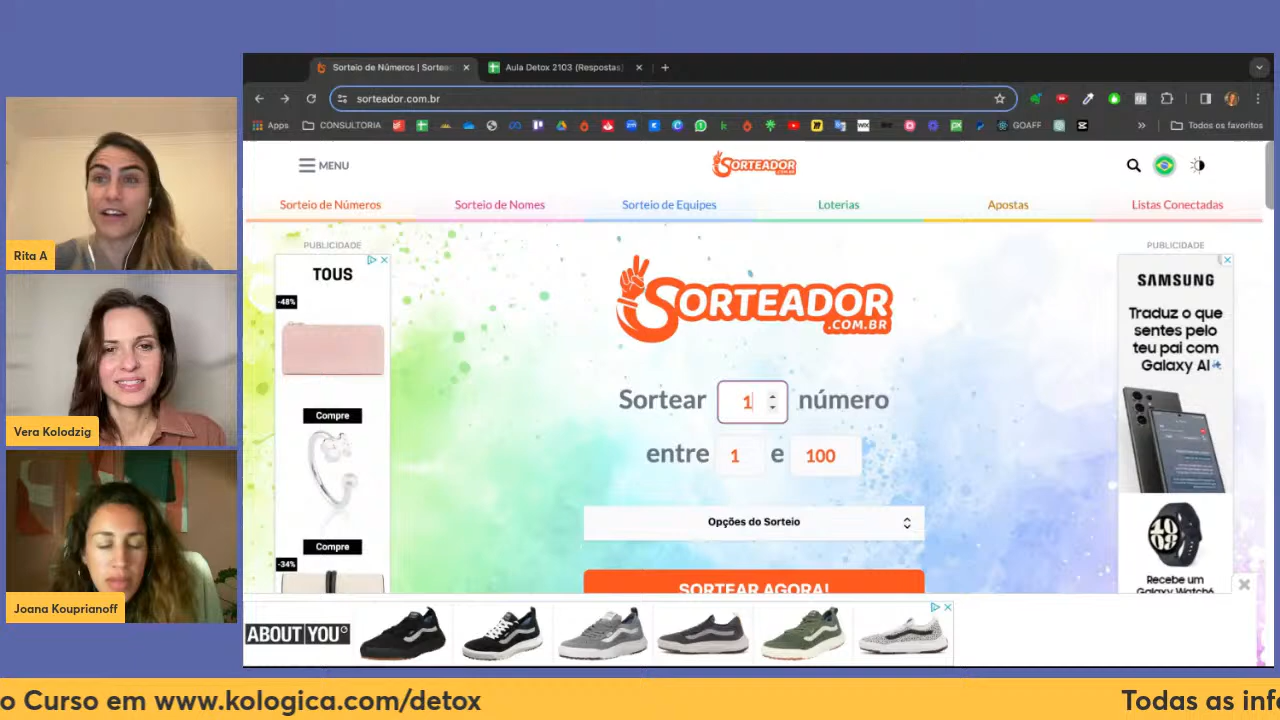 Rita A
Vera Kolodzig
Joana Kouprianoff
Sorteio de Números | Sortea
Aula Detox 2103 (Respostas)
sorteador.com.br
Apps
CONSULTORIA
GOAFF
Todos os favoritos
MENU
SORTEADOR
.COM.BR
Sorteio de Números
Sorteio de Nomes
Sorteio de Equipes
Loterias
Apostas
Listas Conectadas
PUBLICIDADE
TOUS
-48%
Compre
Compre
-34%
SORTEADOR
.COM.BR
Sortear 1 número
entre 1 e 100
Opções do Sorteio
SORTEAR AGORA!
PUBLICIDADE
SAMSUNG
Traduz o que
sentes pelo
teu pai com
Galaxy AI
Recebe um
Galaxy Watch6
ABOUT YOU°
o Curso em www.kologica.com/detox
Todas as info